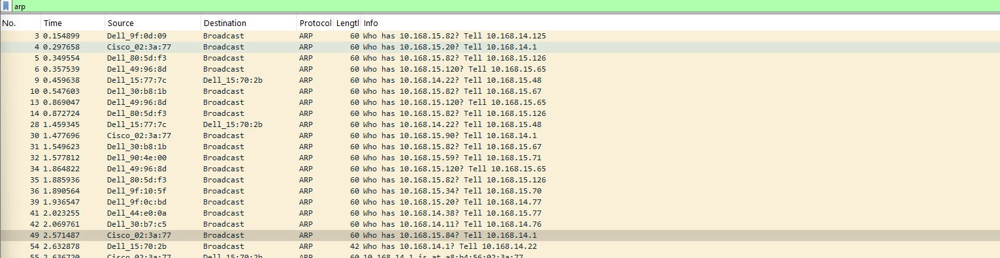 arp
No. Time Source Destination Protocol Lengtl Info
3 0.154899 Dell_9f:0d:09 Broadcast ARP 60 Who has 10.168.15.82? Tell 10.168.14.125
4 0.297658 Cisco_02:3a:77 Broadcast ARP 60 Who has 10.168.15.20? Tell 10.168.14.1
5 0.349554 Dell_80:5d:f3 Broadcast ARP 60 Who has 10.168.15.82? Tell 10.168.15.126
6 0.357539 Dell_49:96:8d Broadcast ARP 60 Who has 10.168.15.120? Tell 10.168.15.65
9 0.459638 Dell_15:77:7c Dell_15:70:2b ARP 60 Who has 10.168.14.22? Tell 10.168.15.48
10 0.547603 Dell_30:b8:1b Broadcast ARP 60 Who has 10.168.15.82? Tell 10.168.15.67
13 0.869047 Dell_49:96:8d Broadcast ARP 60 Who has 10.168.15.120? Tell 10.168.15.65
14 0.872724 Dell_80:5d:f3 Broadcast ARP 60 Who has 10.168.15.82? Tell 10.168.15.126
28 1.459345 Dell_15:77:7c Dell_15:70:2b ARP 60 Who has 10.168.14.22? Tell 10.168.15.48
30 1.477696 Cisco_02:3a:77 Broadcast ARP 60 Who has 10.168.15.90? Tell 10.168.14.1
31 1.549623 Dell_30:b8:1b Broadcast ARP 60 Who has 10.168.15.82? Tell 10.168.15.67
32 1.577812 Dell_90:4e:00 Broadcast ARP 60 Who has 10.168.15.59? Tell 10.168.15.71
34 1.864822 Dell_49:96:8d Broadcast ARP 60 Who has 10.168.15.120? Tell 10.168.15.65
35 1.885936 Dell_80:5d:f3 Broadcast ARP 60 Who has 10.168.15.82? Tell 10.168.15.126
36 1.890564 Dell_9f:10:5f Broadcast ARP 60 Who has 10.168.15.34? Tell 10.168.15.70
39 1.936547 Dell_9f:0c:bd Broadcast ARP 60 Who has 10.168.15.20? Tell 10.168.14.77
41 2.023255 Dell_44:e0:0a Broadcast ARP 60 Who has 10.168.14.38? Tell 10.168.15.77
42 2.069761 Dell_30:b7:c5 Broadcast ARP 60 Who has 10.168.14.11? Tell 10.168.14.76
49 2.571487 Cisco_02:3a:77 Broadcast ARP 60 Who has 10.168.15.84? Tell 10.168.14.1
54 2.632878 Dell_15:70:2b Broadcast ARP 42 Who has 10.168.14.1? Tell 10.168.14.22
55 2.636720 Cisco_02:3a:77 Dell_15:70:2b ARP 60 10.168.14.1 is at a8:b4:56:02:3a:77